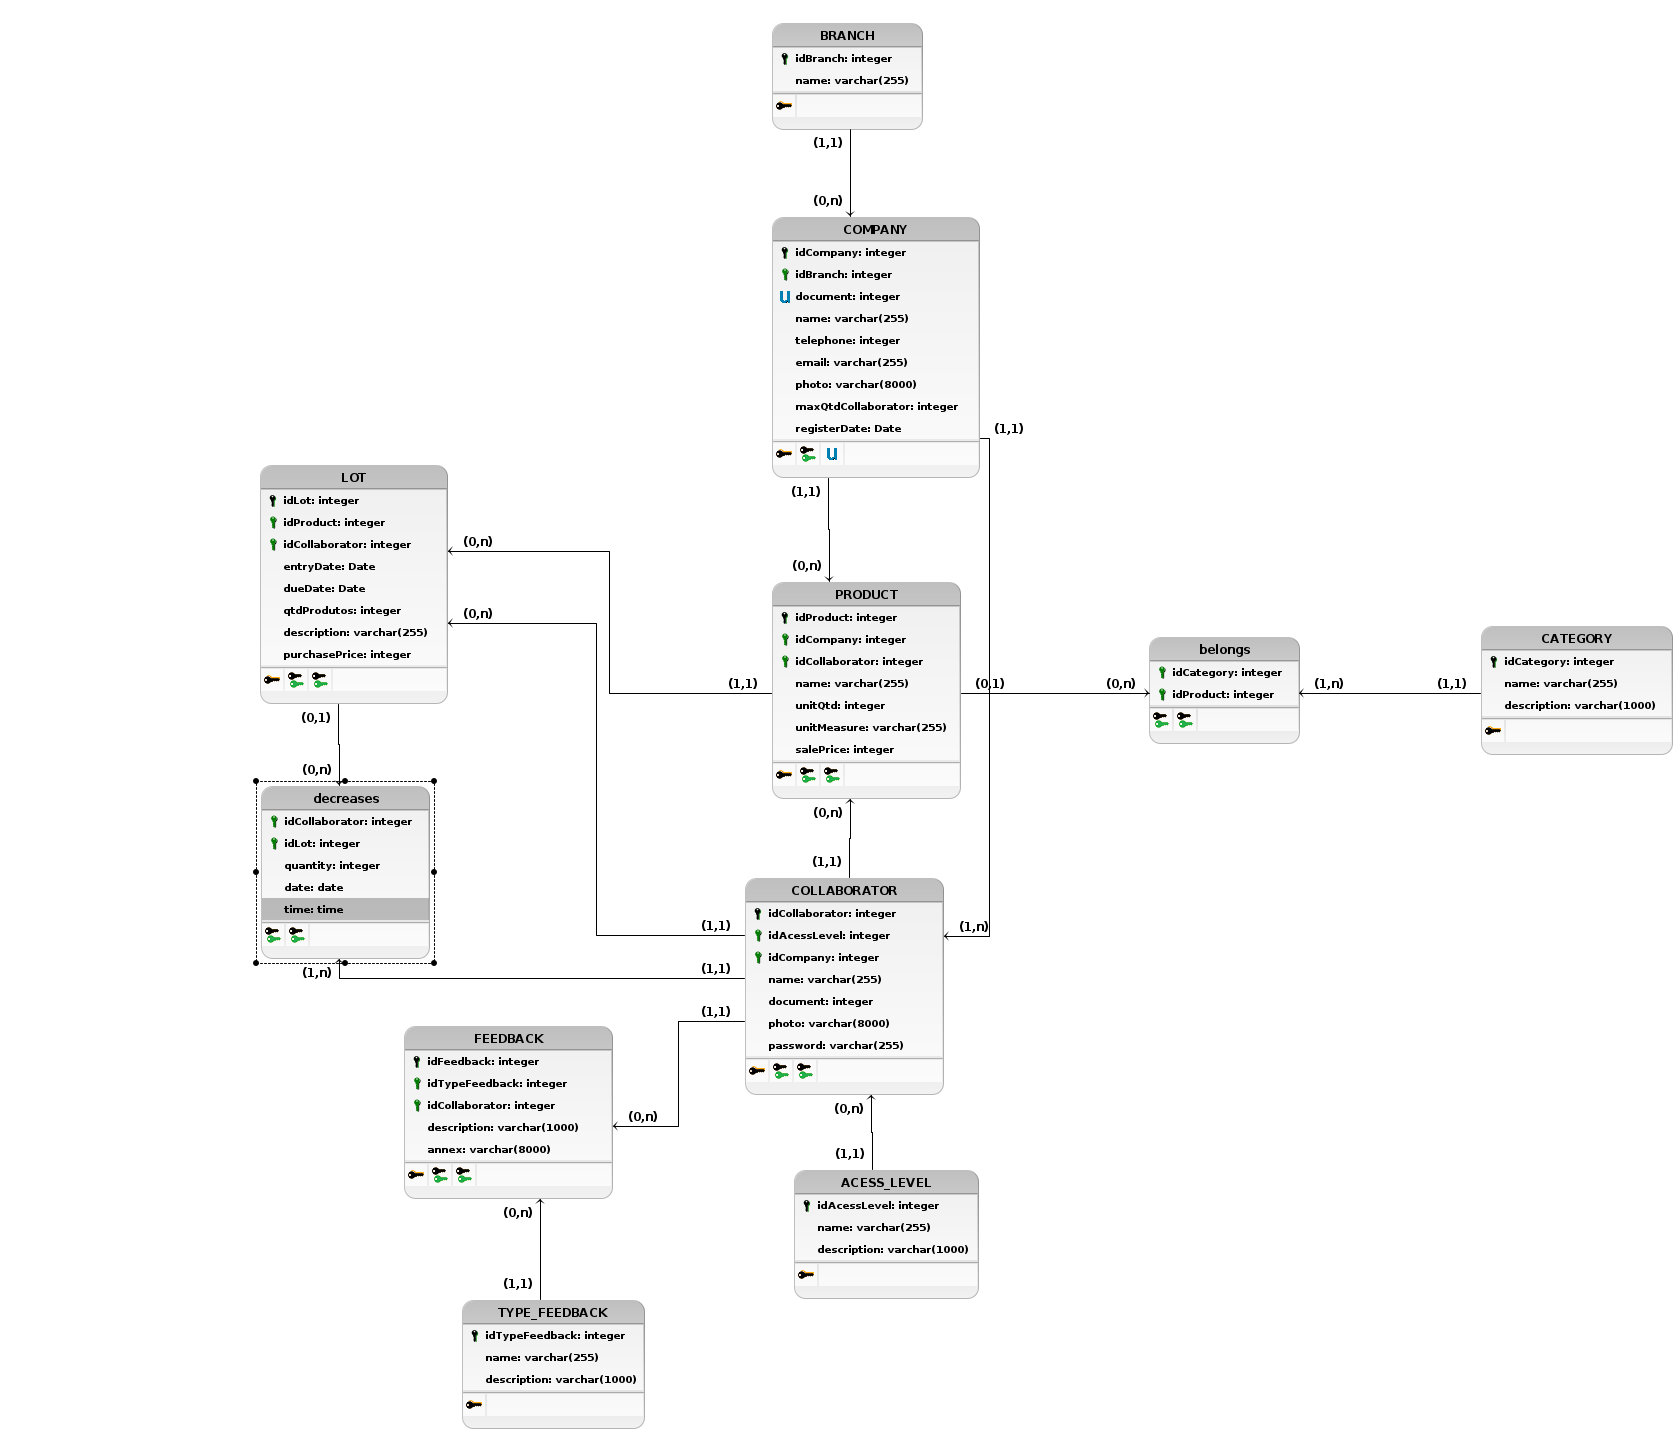 BRANCH
idBranch: integer
name: varchar(255)
(1,1)
(0,n)
COMPANY
idCompany: integer
idBranch: integer
u document: integer
name: varchar(255)
telephone: integer
email: varchar(255)
photo: varchar(8000)
maxQtdCollaborator: integer
registerDate: Date
u
(1,1)
(1,1)
(0,n)
LOT
idLot: integer
idProduct: integer
idCollaborator: integer
entryDate: Date
dueDate: Date
qtdProdutos: integer
description: varchar(255)
purchasePrice: integer
(0,n)
(0,n)
(1,1)
PRODUCT
idProduct: integer
idCompany: integer
idCollaborator: integer
name: varchar(255)
unitQtd: integer
unitMeasure: varchar(255)
salePrice: integer
(0,1)
(0,n)
belongs
idCategory: integer
idProduct: integer
(1,n)
(1,1)
CATEGORY
idCategory: integer
name: varchar(255)
description: varchar(1000)
(0,1)
(0,n)
decreases
idCollaborator: integer
idLot: integer
quantity: integer
date: date
time: time
(1,n)
(0,n)
(1,1)
COLLABORATOR
idCollaborator: integer
idAcessLevel: integer
idCompany: integer
name: varchar(255)
document: integer
photo: varchar(8000)
password: varchar(255)
(1,n)
(1,1)
(1,1)
(1,1)
FEEDBACK
idFeedback: integer
idTypeFeedback: integer
idCollaborator: integer
description: varchar(1000)
annex: varchar(8000)
(0,n)
(0,n)
(1,1)
ACESS_LEVEL
idAcessLevel: integer
name: varchar(255)
description: varchar(1000)
(0,n)
(1,1)
TYPE_FEEDBACK
idTypeFeedback: integer
name: varchar(255)
description: varchar(1000)